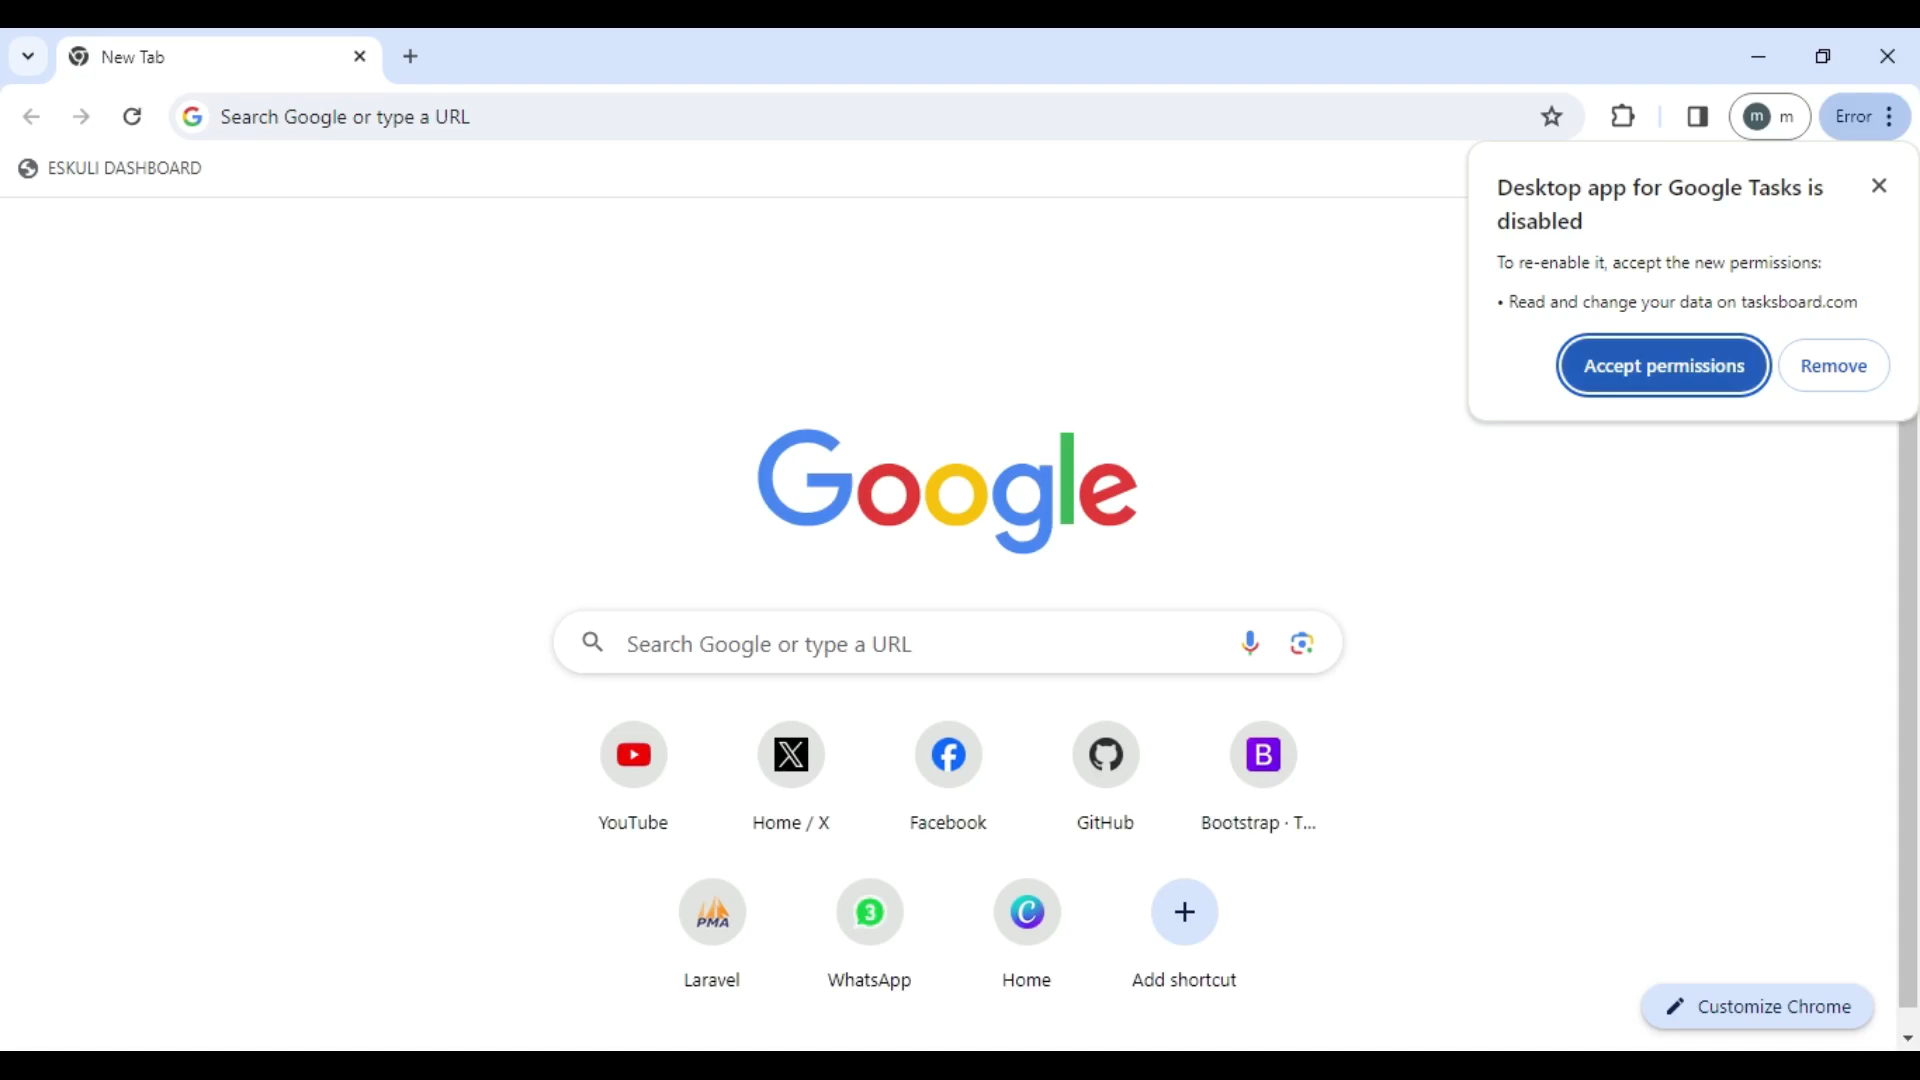 New Tab
Search Google or type a URL
m
m
Error
ESKULI DASHBOARD
Desktop app for Google Tasks is
disabled
To re-enable it, accept the new permissions:
• Read and change your data on tasksboard.com
Accept permissions
Remove
Google
Search Google or type a URL
B
YouTube
Home / X
Facebook
GitHub
Bootstrap · T...
PMA
3
Laravel
WhatsApp
Home
Add shortcut
Customize Chrome